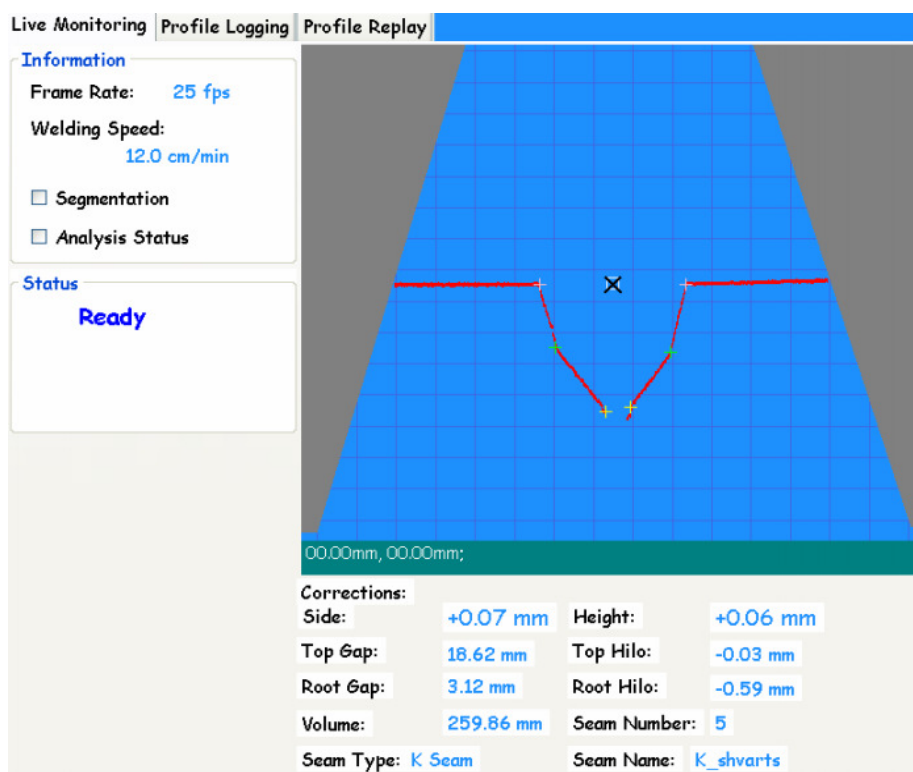 Live Monitoring Profile Logging Profile Replay
Information
Frame Rate: 25 fps
Welding Speed:
12.0 cm/min
Segmentation
Analysis Status
Status
Ready
00.00mm, 00.00mm;
Corrections:
Side: +0.07 mm Height: +0.06 mm
Top Gap: 18.62 mm Top Hilo: -0.03 mm
Root Gap: 3.12 mm Root Hilo: -0.59 mm
Volume: 259.86 mm Seam Number: 5
Seam Type: K Seam Seam Name: K_shvarts